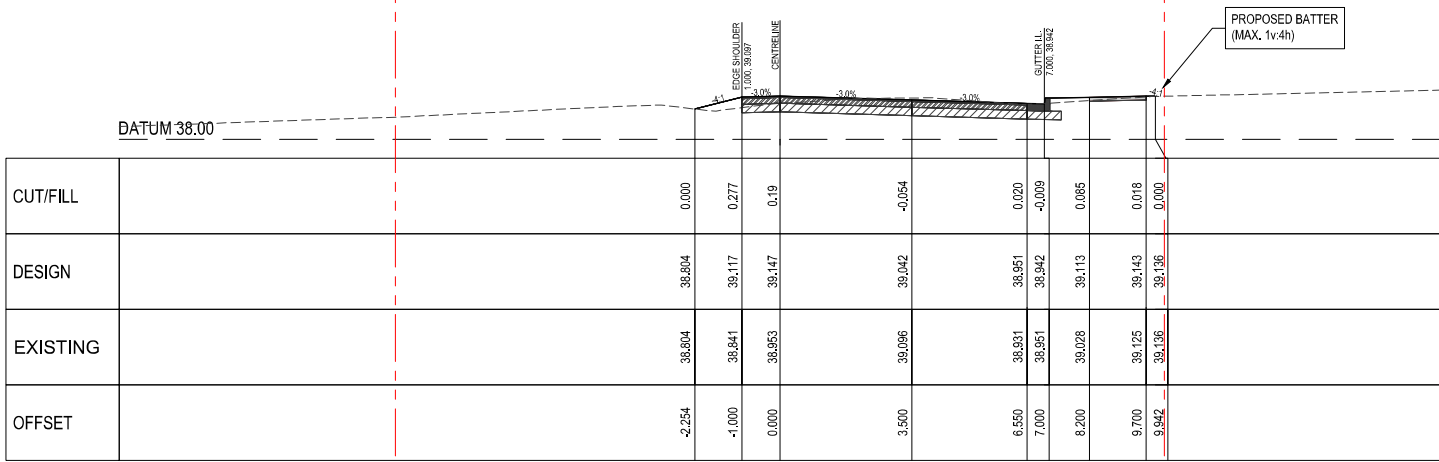 PROPOSED BATTER
(MAX. 1v:4h)
EDGE SHOULDER
1.000, 39.097
CENTRELINE
GUTTER I.L.
7.000, 38.942
-4:1
-3.0%
-3.0%
-3.0%
DATUM 38.00
CUT/FILL 0.000 0.277 0.19 -0.054 0.020 -0.009 0.085 0.018 0.000
DESIGN 38.804 39.117 39.147 39.042 38.951 38.942 39.113 39.143 39.136
EXISTING 38.804 38.841 38.953 39.096 38.931 38.951 39.028 39.125 39.136
OFFSET -2.254 -1.000 0.000 3.500 6.550 7.000 8.200 9.700 9.942